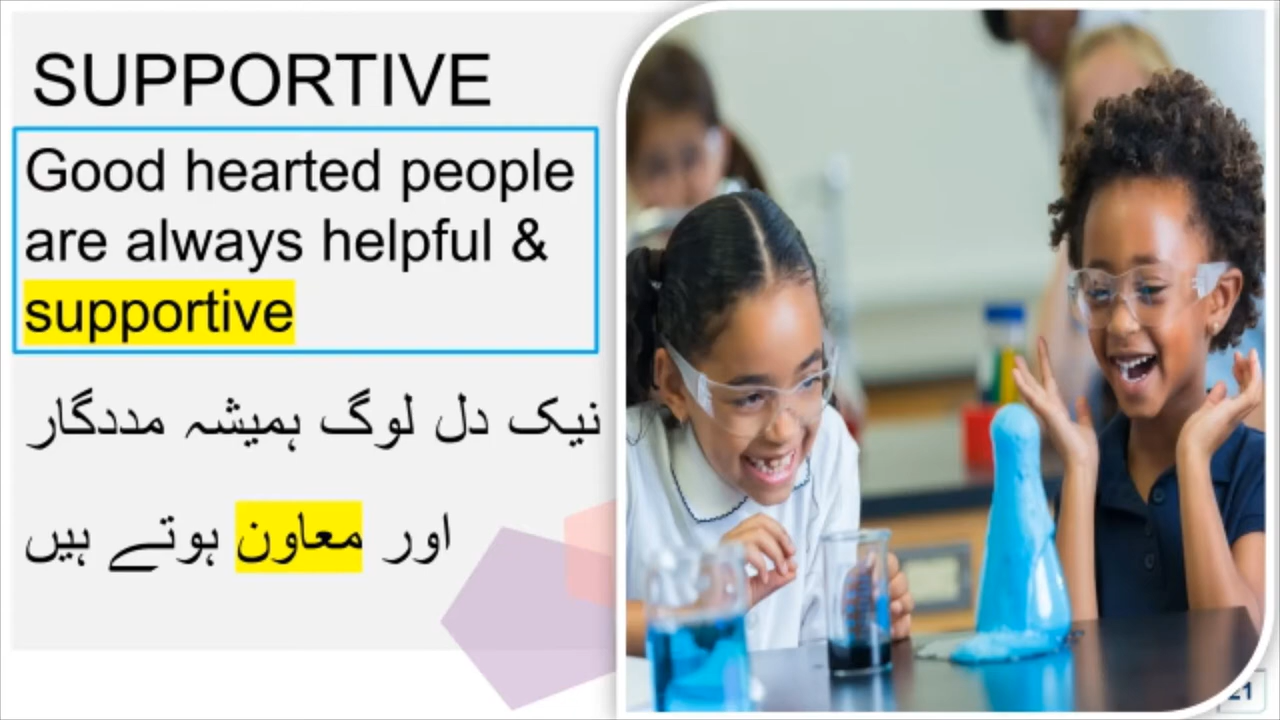 SUPPORTIVE
Good hearted people
are always helpful &
supportive
نیک دل لوگ ہمیشہ مددگار
اور معاون ہوتے ہیں
21